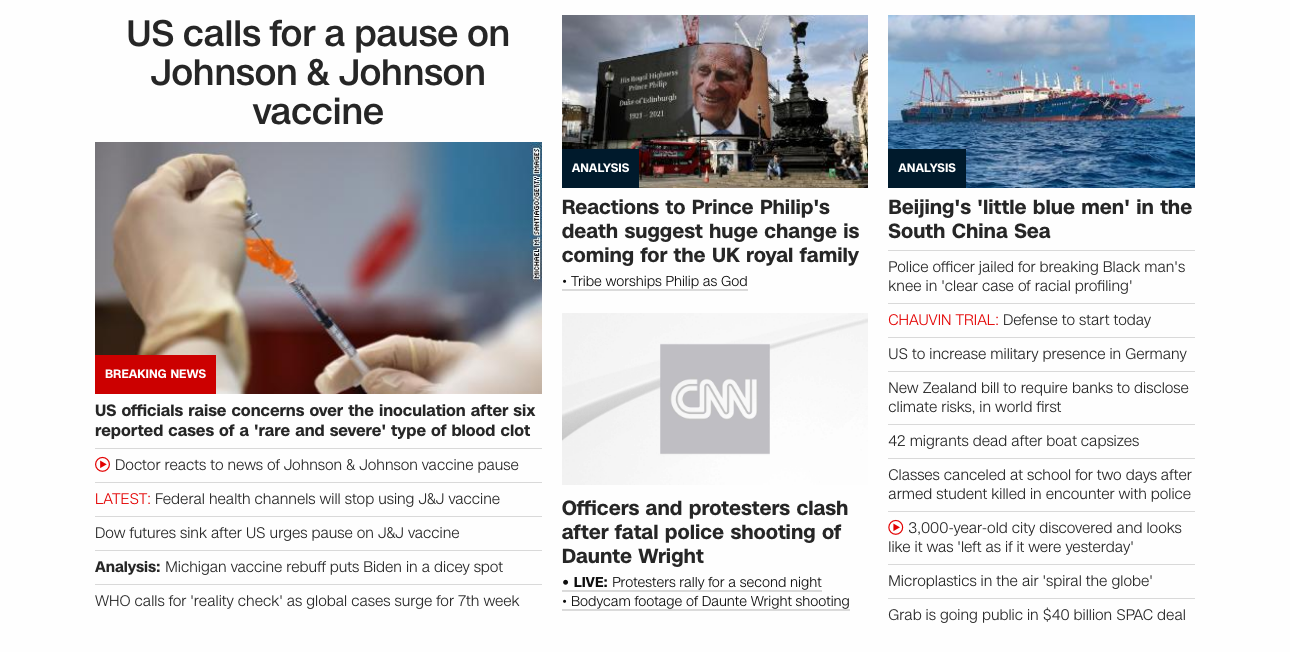 US calls for a pause on
Johnson & Johnson
vaccine
MICHAEL M. SANTIAGO/GETTY IMAGES
BREAKING NEWS
US officials raise concerns over the inoculation after six
reported cases of a 'rare and severe' type of blood clot
Doctor reacts to news of Johnson & Johnson vaccine pause
LATEST: Federal health channels will stop using J&J vaccine
Dow futures sink after US urges pause on J&J vaccine
Analysis: Michigan vaccine rebuff puts Biden in a dicey spot
WHO calls for 'reality check' as global cases surge for 7th week
His Royal Highness
Prince Philip
Duke of Edinburgh
1921 - 2021
ANALYSIS
Reactions to Prince Philip's
death suggest huge change is
coming for the UK royal family
• Tribe worships Philip as God
CNN
Officers and protesters clash
after fatal police shooting of
Daunte Wright
• LIVE: Protesters rally for a second night
• Bodycam footage of Daunte Wright shooting
ANALYSIS
Beijing's 'little blue men' in the
South China Sea
Police officer jailed for breaking Black man's
knee in 'clear case of racial profiling'
CHAUVIN TRIAL: Defense to start today
US to increase military presence in Germany
New Zealand bill to require banks to disclose
climate risks, in world first
42 migrants dead after boat capsizes
Classes canceled at school for two days after
armed student killed in encounter with police
3,000-year-old city discovered and looks
like it was 'left as if it were yesterday'
Microplastics in the air 'spiral the globe'
Grab is going public in $40 billion SPAC deal